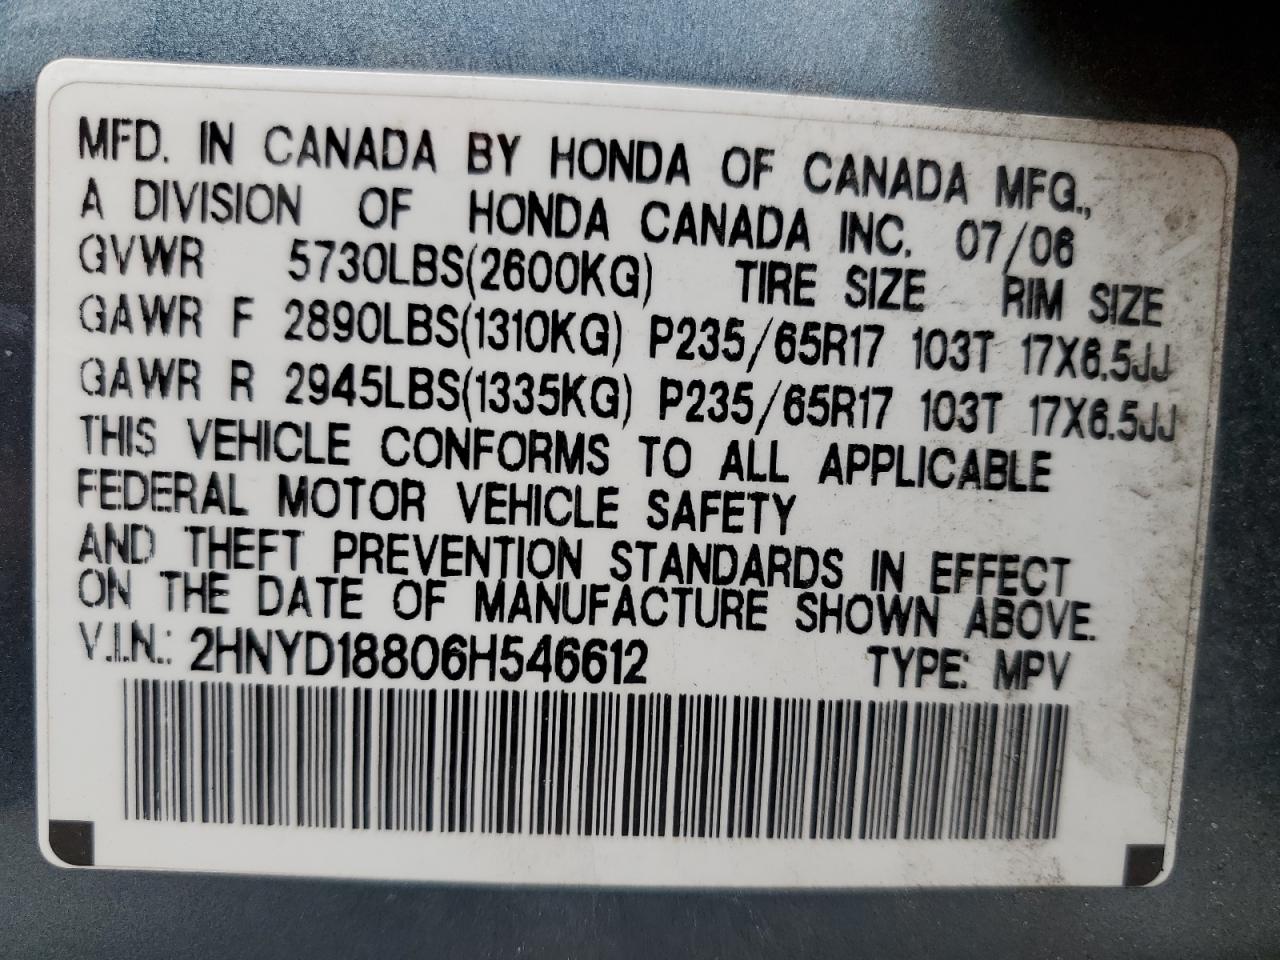 MFD. IN CANADA BY HONDA OF CANADA MFG.,
A DIVISION OF HONDA CANADA INC. 07/06
GVWR 5730LBS(2600KG) TIRE SIZE RIM SIZE
GAWR F 2890LBS(1310KG) P235/65R17 103T 17X6.5JJ
GAWR R 2945LBS(1335KG) P235/65R17 103T 17X6.5JJ
THIS VEHICLE CONFORMS TO ALL APPLICABLE
FEDERAL MOTOR VEHICLE SAFETY
AND THEFT PREVENTION STANDARDS IN EFFECT
ON THE DATE OF MANUFACTURE SHOWN ABOVE.
V.I.N.: 2HNYD18806H546612 TYPE: MPV